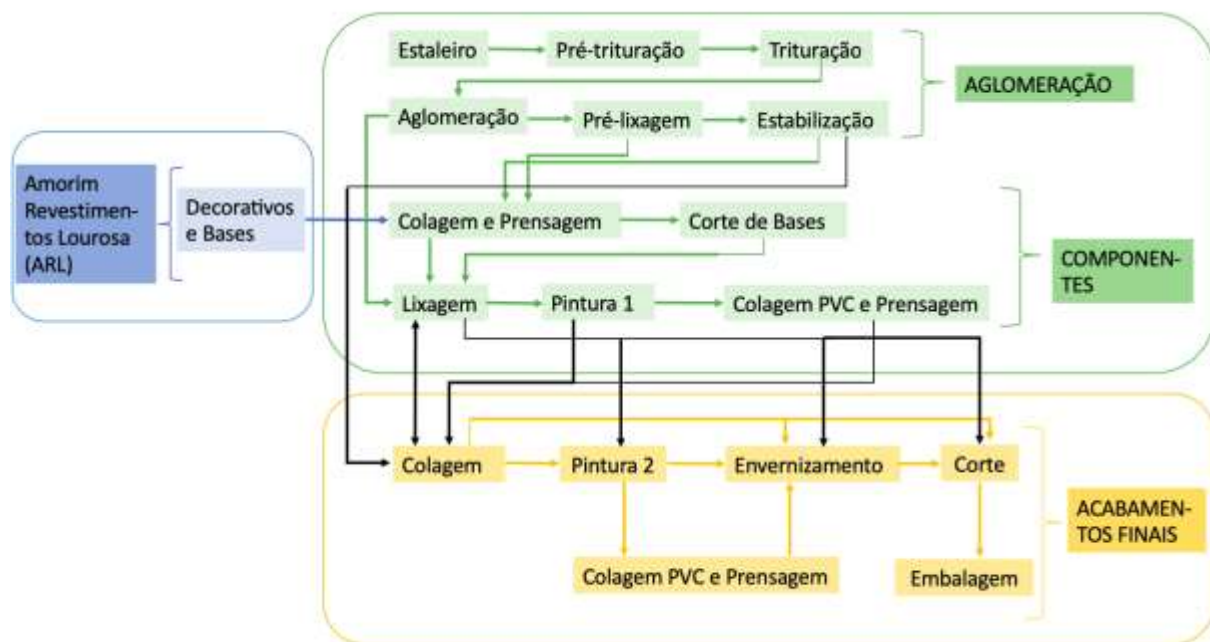 Estaleiro
Pré-trituração
Trituração
AGLOMERAÇÃO
Aglomeração
Pré-lixagem
Estabilização
Amorim
Revestimen-
tos Lourosa
(ARL)
Decorativos
e Bases
Colagem e Prensagem
Corte de Bases
COMPONEN-
TES
Lixagem
Pintura 1
Colagem PVC e Prensagem
Colagem
Pintura 2
Envernizamento
Corte
ACABAMEN-
TOS FINAIS
Colagem PVC e Prensagem
Embalagem